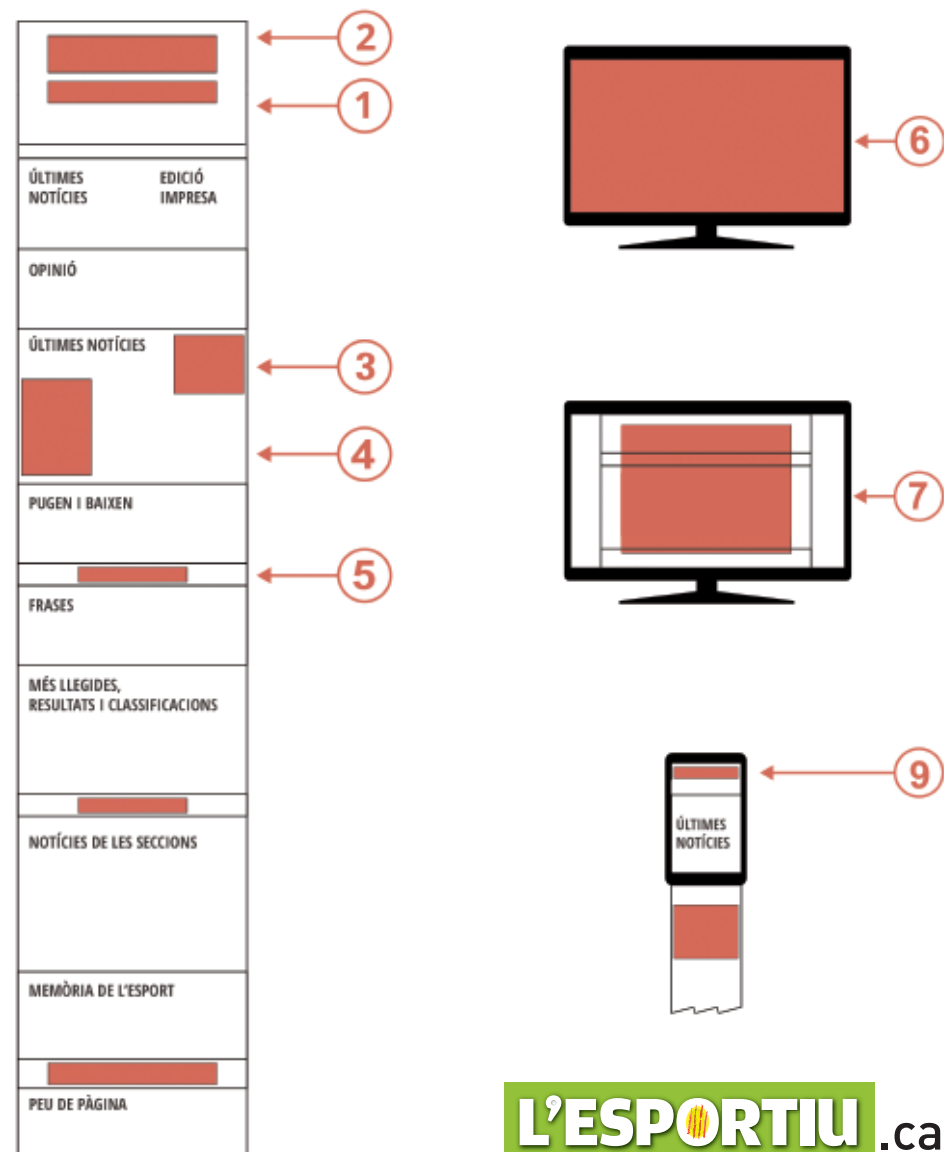 2
1
ÚLTIMES
NOTÍCIES
EDICIÓ
IMPRESA
OPINIÓ
ÚLTIMES NOTÍCIES
3
4
PUGEN I BAIXEN
5
FRASES
MÉS LLEGIDES,
RESULTATS I CLASSIFICACIONS
NOTÍCIES DE LES SECCIONS
MEMÒRIA DE L'ESPORT
PEU DE PÀGINA
6
7
9
ÚLTIMES
NOTÍCIES
L'ESPORTIU.ca